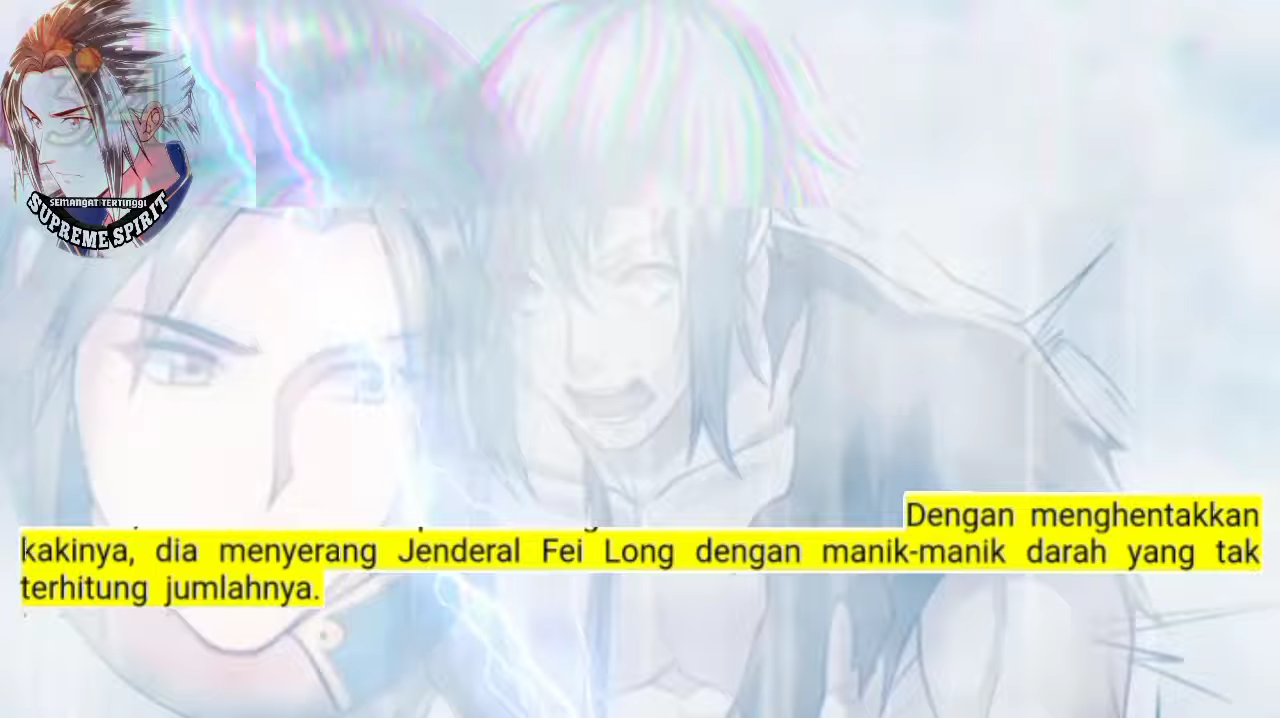 SEMANGAT TERTINGGI
SUPREME SPIRIT
Dengan menghentakkan
kakinya, dia menyerang Jenderal Fei Long dengan manik-manik darah yang tak
terhitung jumlahnya.